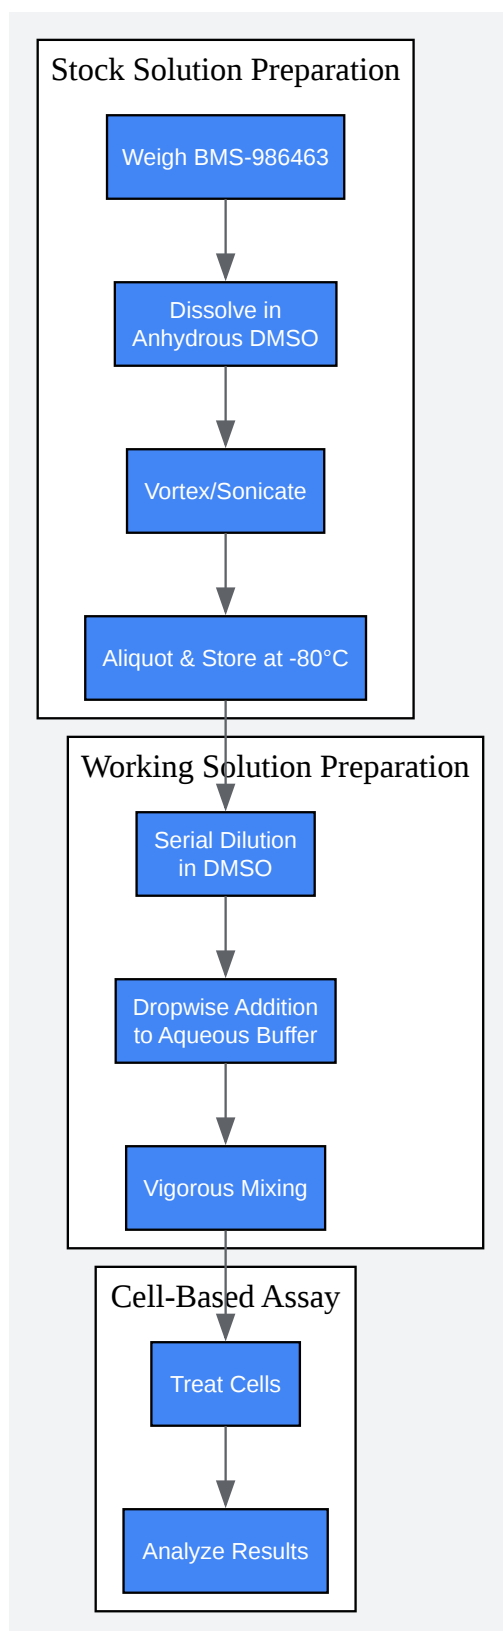 Stock Solution Preparation
Weigh BMS-986463
Dissolve in
Anhydrous DMSO
Vortex/Sonicate
Aliquot & Store at -80°C
Working Solution Preparation
Serial Dilution
in DMSO
Dropwise Addition
to Aqueous Buffer
Vigorous Mixing
Cell-Based Assay
Treat Cells
Analyze Results